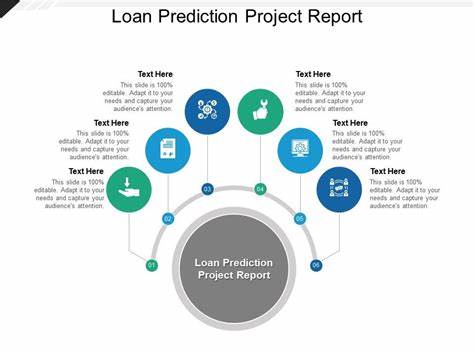 Loan Prediction Project Report
Text Here
This slide is 100%
editable. Adapt it to your
needs and capture your
audience's attention.
Text Here
This slide is 100%
editable. Adapt it to your
needs and capture your
audience's attention.
Text Here
This slide is 100%
editable. Adapt it to your
needs and capture your
audience's attention.
Text Here
This slide is 100%
editable. Adapt it to your
needs and capture your
audience's attention.
Text Here
This slide is 100%
editable. Adapt it to your
needs and capture your
audience's attention.
Text Here
This slide is 100%
editable. Adapt it to your
needs and capture your
audience's attention.
01
02
03
04
05
06
Loan Prediction
Project Report